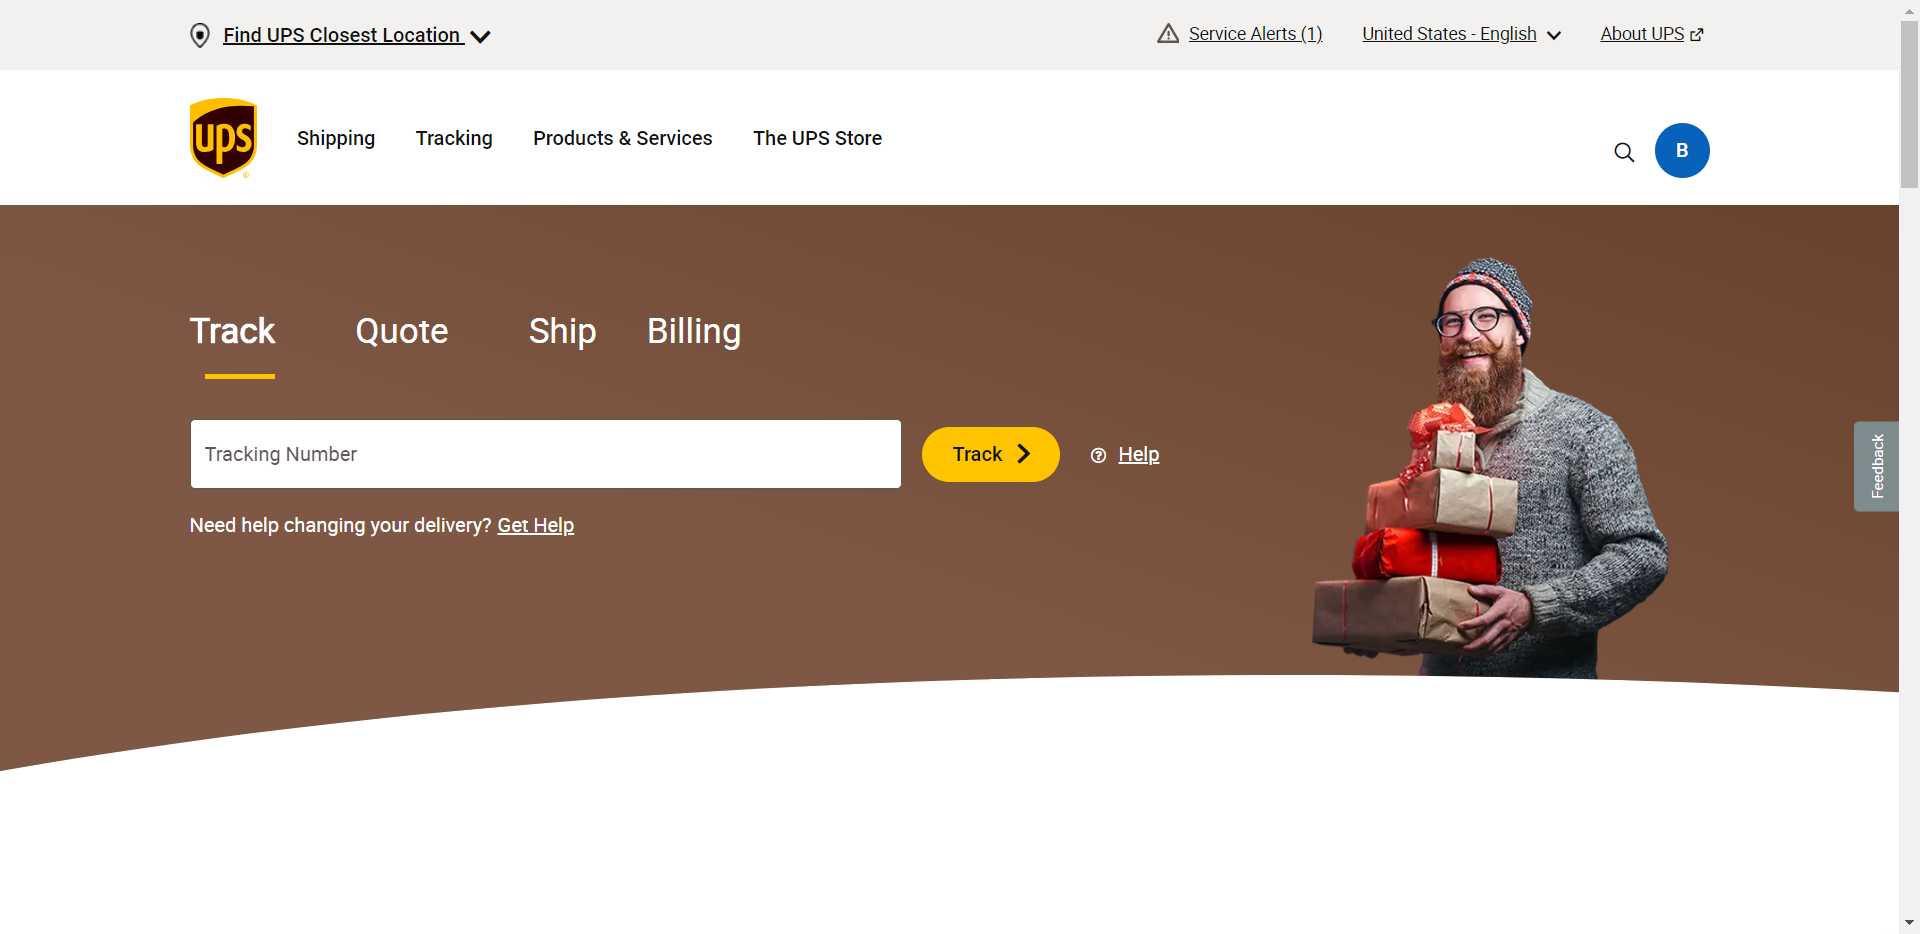 Find UPS Closest Location
Service Alerts (1)
United States - English
About UPS
ups
Shipping
Tracking
Products & Services
The UPS Store
B
Track
Quote
Ship
Billing
Tracking Number
Track
Help
Feedback
Need help changing your delivery? Get Help